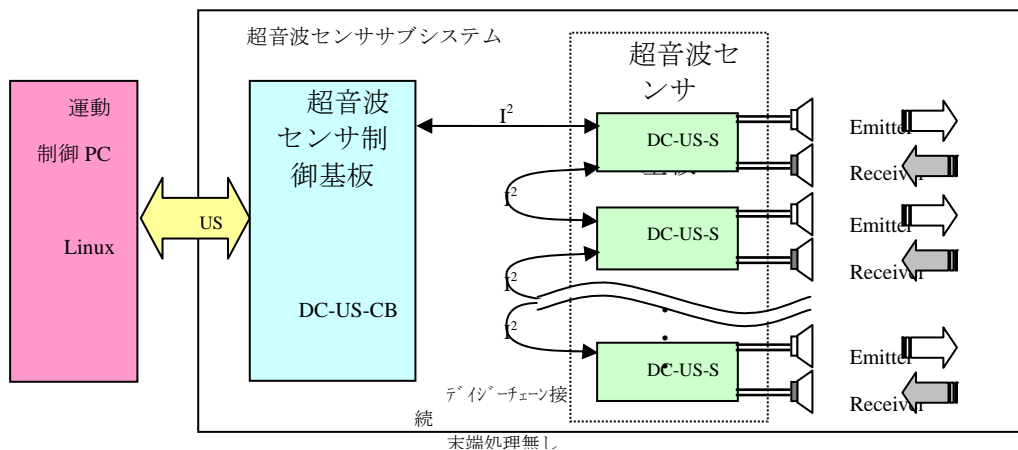 超音波センササブシステム
運動
制御 PC
Linux
US
超音波
センサ制
御基板
DC-US-CB
I²
I²
I²
I²
超音波セ
ンサ
DC-US-S
DC-US-S
DC-US-S
Emitter
Receiver
Emitter
Receiver
Emitter
Receiver
ﾃﾞｲｼﾞｰﾁｪｰﾝ接
続
末端処理無し